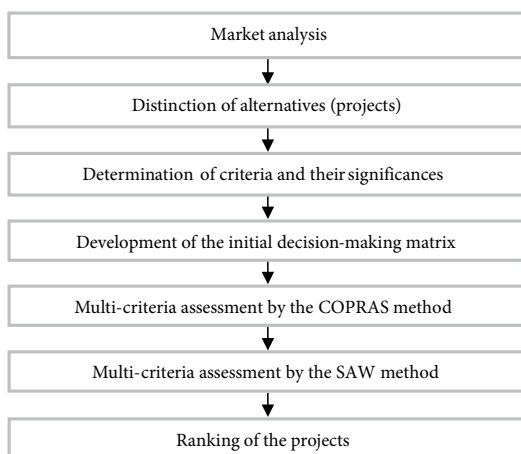 Market analysis
Distinction of alternatives (projects)
Determination of criteria and their significances
Development of the initial decision-making matrix
Multi-criteria assessment by the COPRAS method
Multi-criteria assessment by the SAW method
Ranking of the projects